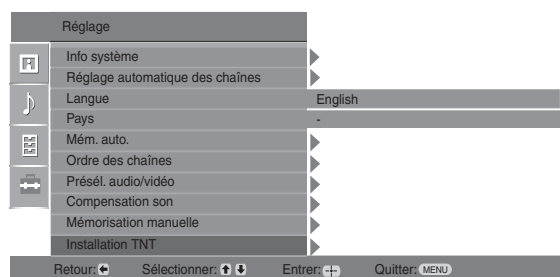 Réglage
Info système
Réglage automatique des chaînes
Langue English
Pays -
Mém. auto.
Ordre des chaînes
Présél. audio/vidéo
Compensation son
Mémorisation manuelle
Installation TNT
Retour: Sélectionner: Entrer: Quitter: MENU